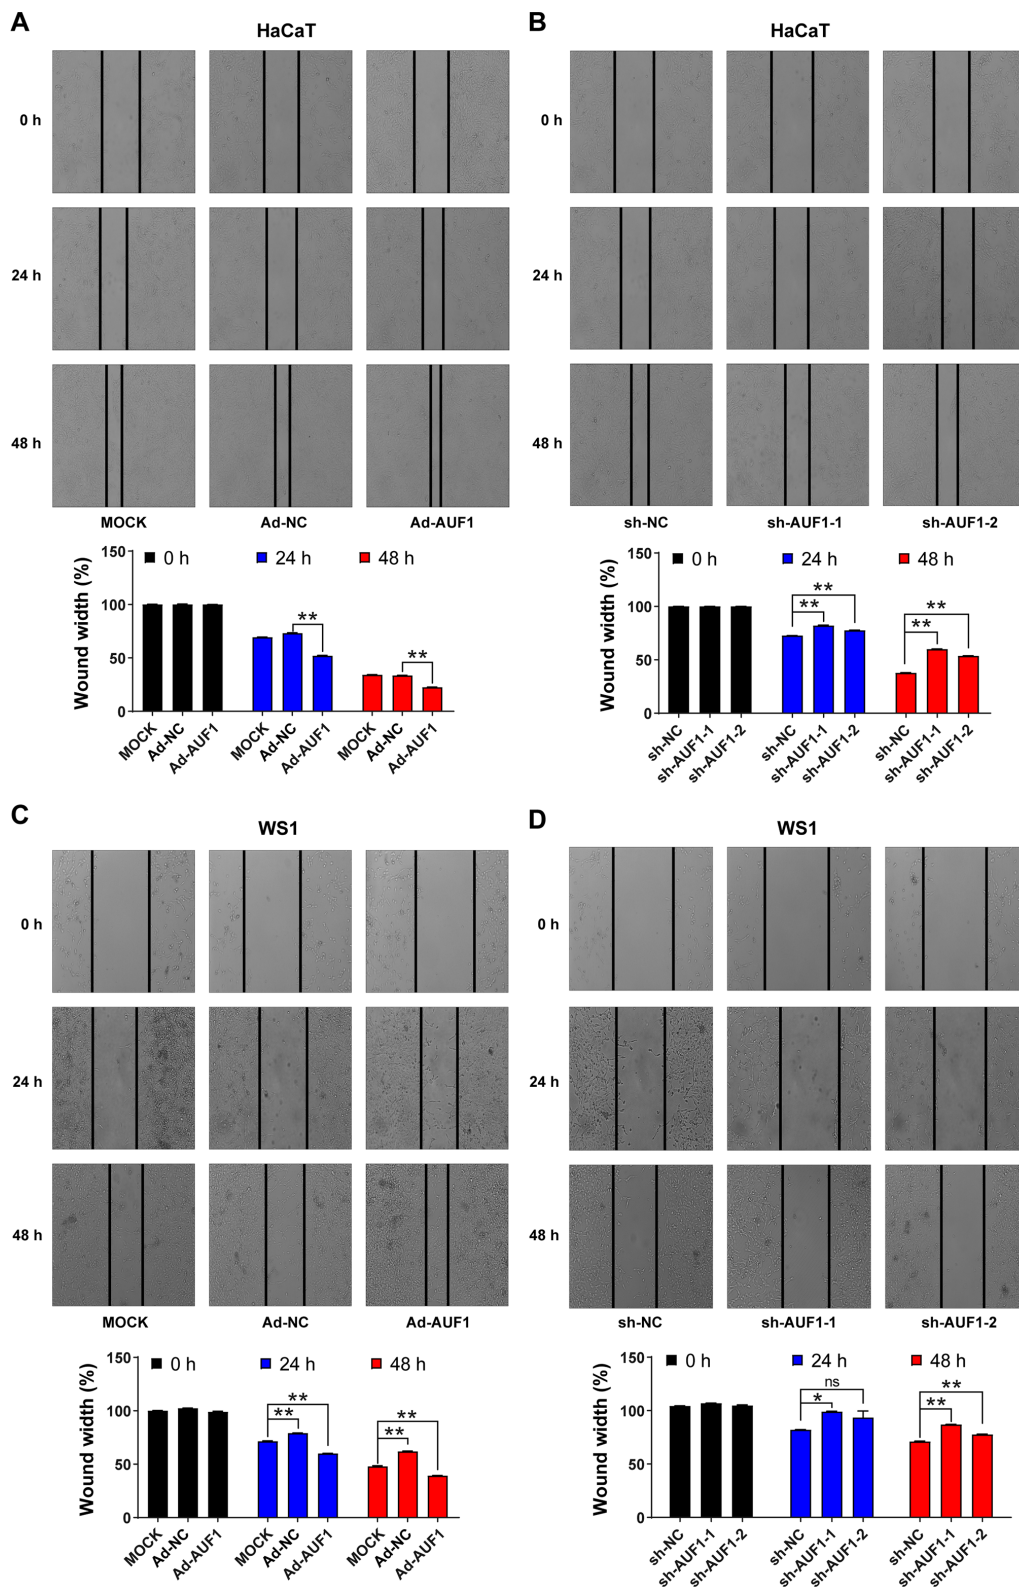 A
HaCaT
0 h
24 h
48 h
MOCK Ad-NC Ad-AUF1
Wound width (%)
0 h 24 h 48 h
150
100
50
0
** **
MOCK Ad-NC Ad-AUF1 MOCK Ad-NC Ad-AUF1 MOCK Ad-NC Ad-AUF1
B
HaCaT
0 h
24 h
48 h
sh-NC sh-AUF1-1 sh-AUF1-2
Wound width (%)
0 h 24 h 48 h
150
100
50
0
** ** ** **
sh-NC sh-AUF1-1 sh-AUF1-2 sh-NC sh-AUF1-1 sh-AUF1-2 sh-NC sh-AUF1-1 sh-AUF1-2
C
WS1
0 h
24 h
48 h
MOCK Ad-NC Ad-AUF1
Wound width (%)
0 h 24 h 48 h
150
100
50
0
** ** ** **
MOCK Ad-NC Ad-AUF1 MOCK Ad-NC Ad-AUF1 MOCK Ad-NC Ad-AUF1
D
WS1
0 h
24 h
48 h
sh-NC sh-AUF1-1 sh-AUF1-2
Wound width (%)
0 h 24 h 48 h
150
100
50
0
ns * ** **
sh-NC sh-AUF1-1 sh-AUF1-2 sh-NC sh-AUF1-1 sh-AUF1-2 sh-NC sh-AUF1-1 sh-AUF1-2